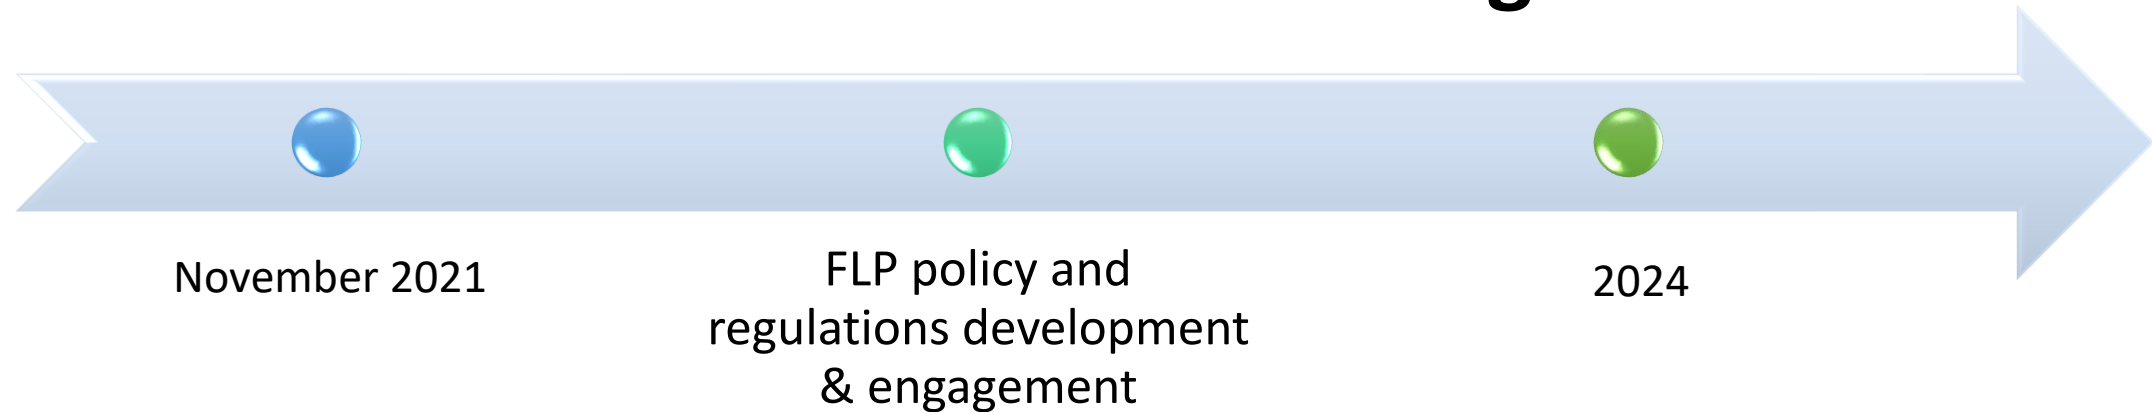 November 2021
FLP policy and
regulations development
& engagement
2024